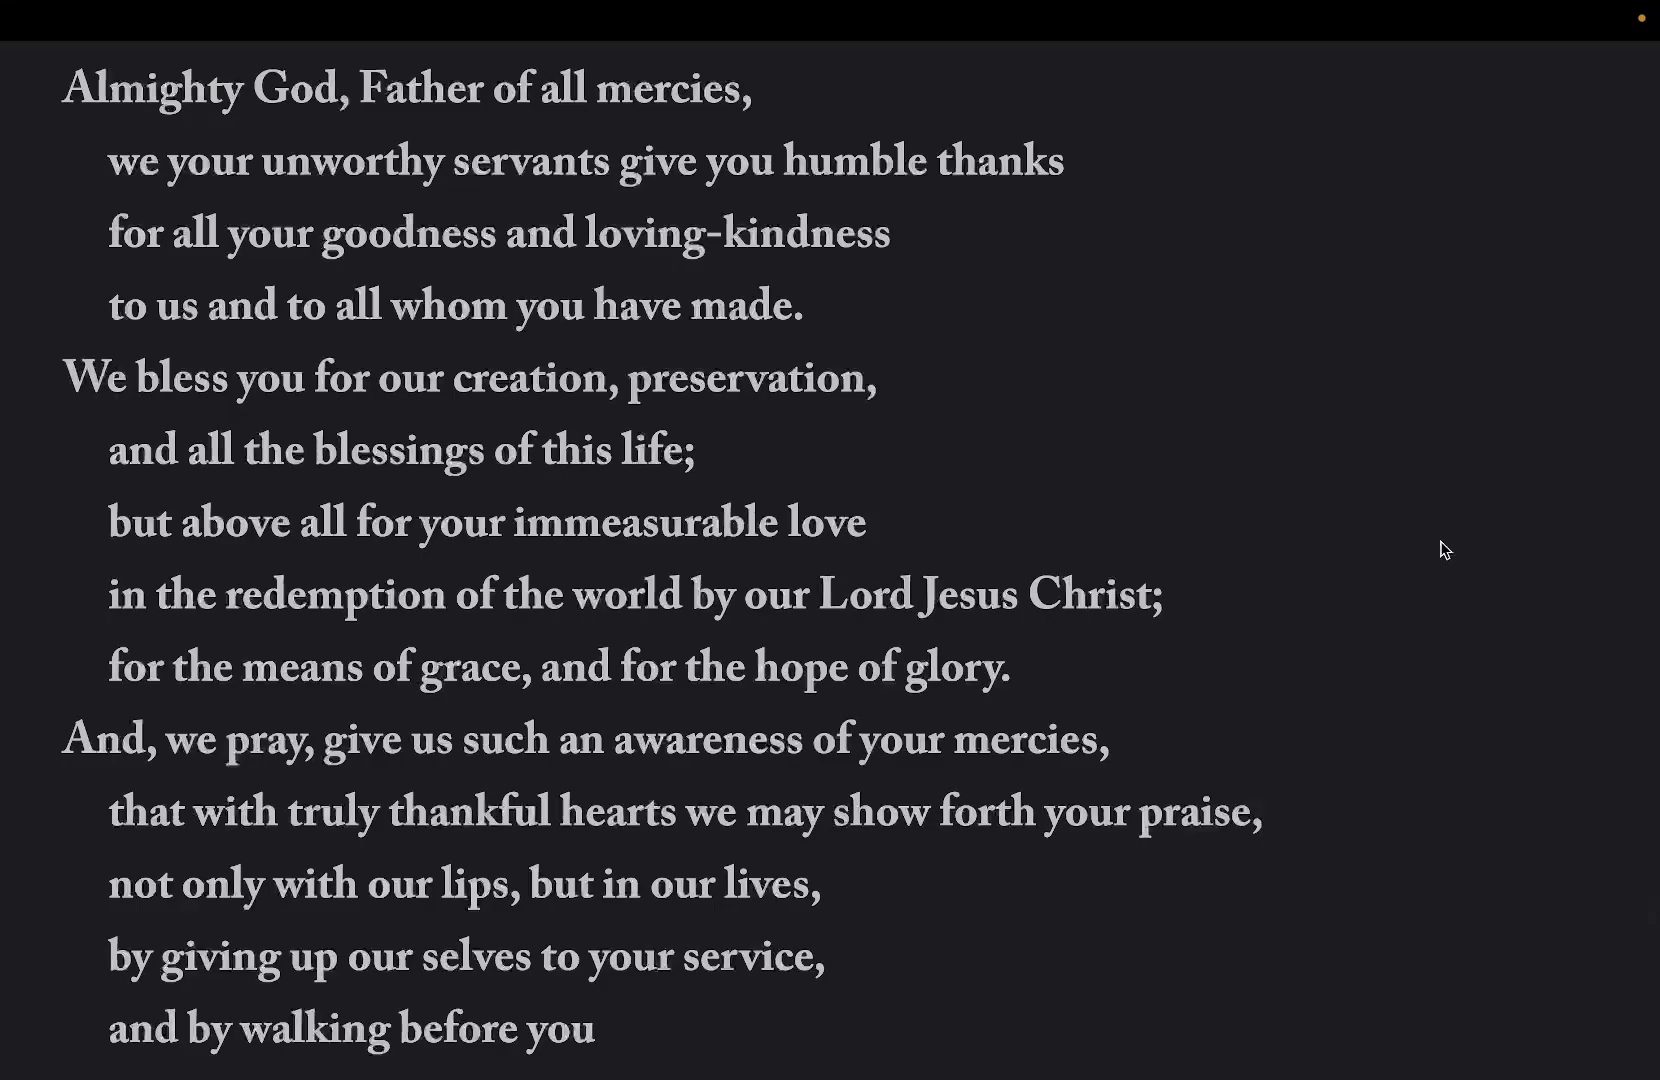 Almighty God, Father of all mercies,
we your unworthy servants give you humble thanks
for all your goodness and loving-kindness
to us and to all whom you have made.
We bless you for our creation, preservation,
and all the blessings of this life;
but above all for your immeasurable love
in the redemption of the world by our Lord Jesus Christ;
for the means of grace, and for the hope of glory.
And, we pray, give us such an awareness of your mercies,
that with truly thankful hearts we may show forth your praise,
not only with our lips, but in our lives,
by giving up our selves to your service,
and by walking before you